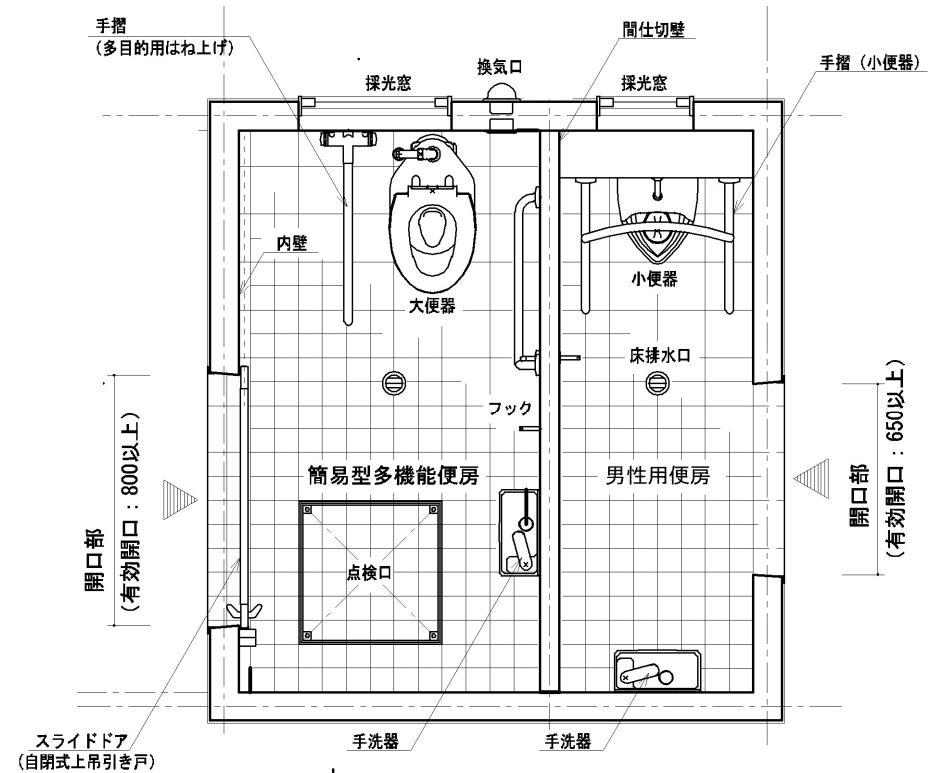 手摺
(多目的用はね上げ)
換気口
間仕切壁
手摺（小便器）
採光窓
採光窓
内壁
大便器
小便器
床排水口
フック
簡易型多機能便房
男性用便房
点検口
開口部
(有効開口：800以上)
開口部
(有効開口：650以上)
スライドドア
(自閉式上吊引き戸)
手洗器
手洗器